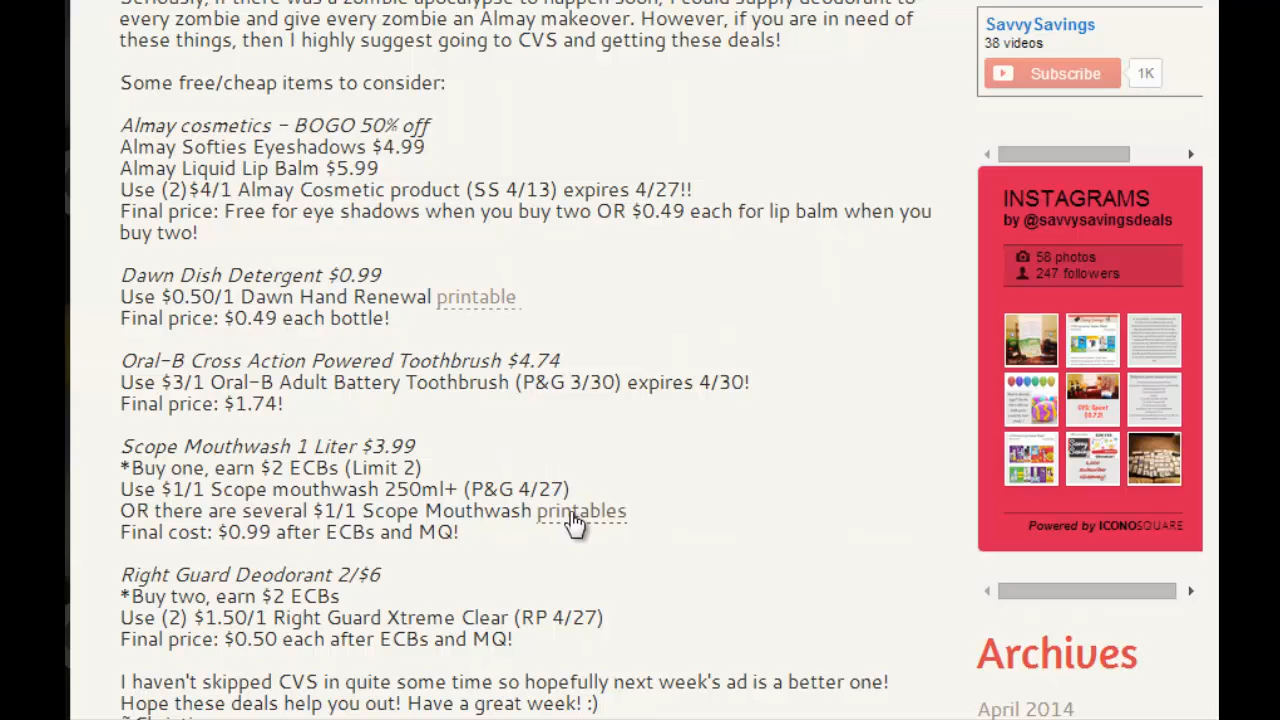 Seriously, if there was a zombie apocalypse to happen soon, I could supply deodorant to
every zombie and give every zombie an Almay makeover. However, if you are in need of
these things, then I highly suggest going to CVS and getting these deals!
Some free/cheap items to consider:
Almay cosmetics - BOGO 50% off
Almay Softies Eyeshadows $4.99
Almay Liquid Lip Balm $5.99
Use (2)$4/1 Almay Cosmetic product (SS 4/13) expires 4/27!!
Final price: Free for eye shadows when you buy two OR $0.49 each for lip balm when you
buy two!
Dawn Dish Detergent $0.99
Use $0.50/1 Dawn Hand Renewal printable
Final price: $0.49 each bottle!
Oral-B Cross Action Powered Toothbrush $4.74
Use $3/1 Oral-B Adult Battery Toothbrush (P&G 3/30) expires 4/30!
Final price: $1.74!
Scope Mouthwash 1 Liter $3.99
*Buy one, earn $2 ECBs (Limit 2)
Use $1/1 Scope mouthwash 250ml+ (P&G 4/27)
OR there are several $1/1 Scope Mouthwash printables
Final cost: $0.99 after ECBs and MQ!
Right Guard Deodorant 2/$6
*Buy two, earn $2 ECBs
Use (2) $1.50/1 Right Guard Xtreme Clear (RP 4/27)
Final price: $0.50 each after ECBs and MQ!
I haven't skipped CVS in quite some time so hopefully next week's ad is a better one!
Hope these deals help you out! Have a great week! :)
SavvySavings
38 videos
Subscribe
1K
INSTAGRAMS
by @savvysavingsdeals
58 photos
247 followers
Powered by ICONOSQUARE
Archives
April 2014